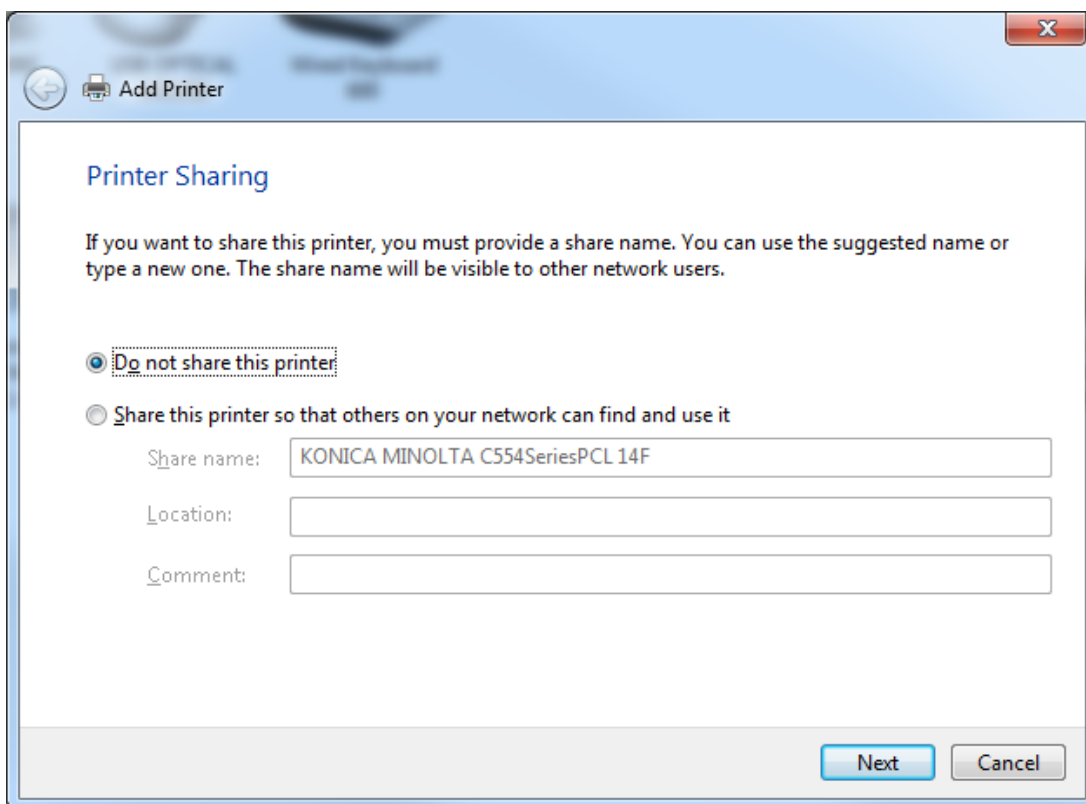 Add Printer
Printer Sharing
If you want to share this printer, you must provide a share name. You can use the suggested name or
type a new one. The share name will be visible to other network users.
Do not share this printer
Share this printer so that others on your network can find and use it
Share name: KONICA MINOLTA C554SeriesPCL 14F
Location:
Comment:
Next Cancel